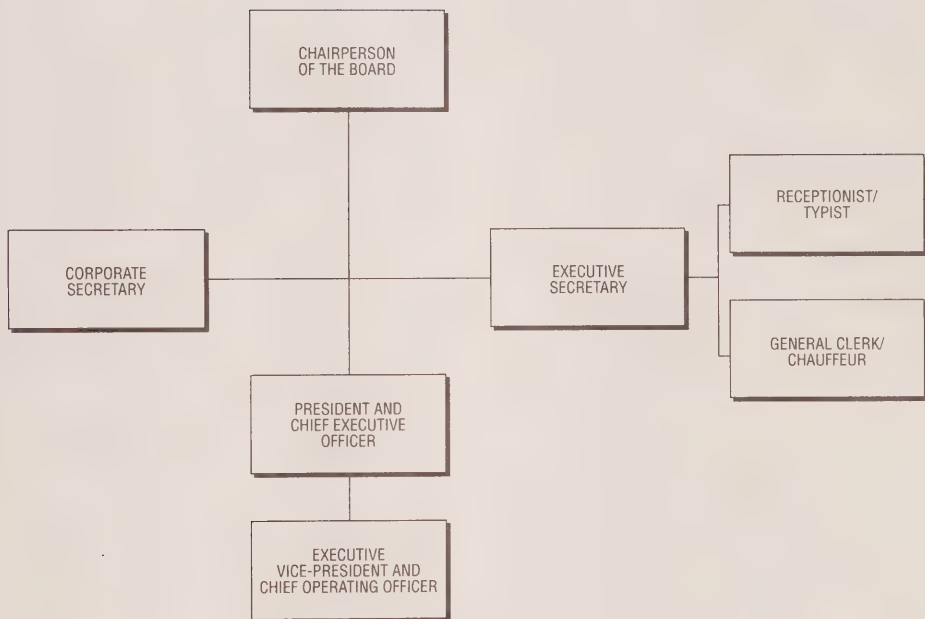 CHAIRPERSON
OF THE BOARD
RECEPTIONIST/
TYPIST
CORPORATE
SECRETARY
EXECUTIVE
SECRETARY
GENERAL CLERK/
CHAUFFEUR
PRESIDENT AND
CHIEF EXECUTIVE
OFFICER
EXECUTIVE
VICE-PRESIDENT AND
CHIEF OPERATING OFFICER